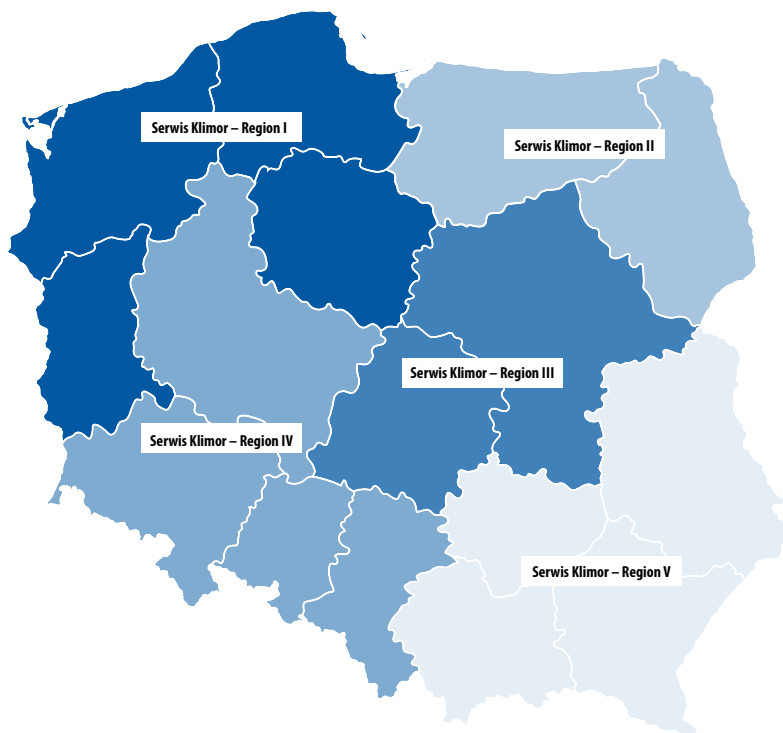 Serwis Klimor – Region I
Serwis Klimor – Region II
Serwis Klimor – Region III
Serwis Klimor – Region IV
Serwis Klimor – Region V